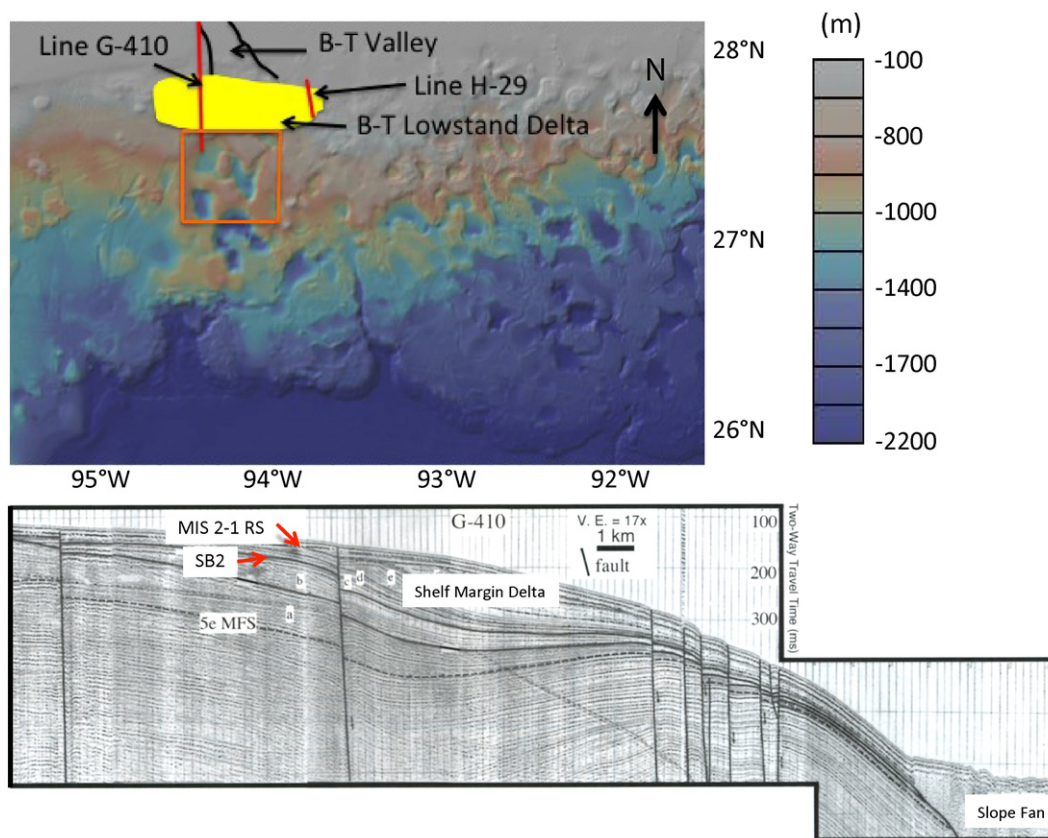 (m)
Line G-410
B-T Valley
28°N
-100
N
Line H-29
-800
B-T Lowstand Delta
-1000
27°N
-1400
-1700
26°N
-2200
95°W
94°W
93°W
92°W
MIS 2-1 RS
G-410
V. E. = 17x
1 km
fault
100
200
300
Two-Way Travel Time (ms)
SB2
b
c
d
e
Shelf Margin Delta
a
5e MFS
Slope Fan